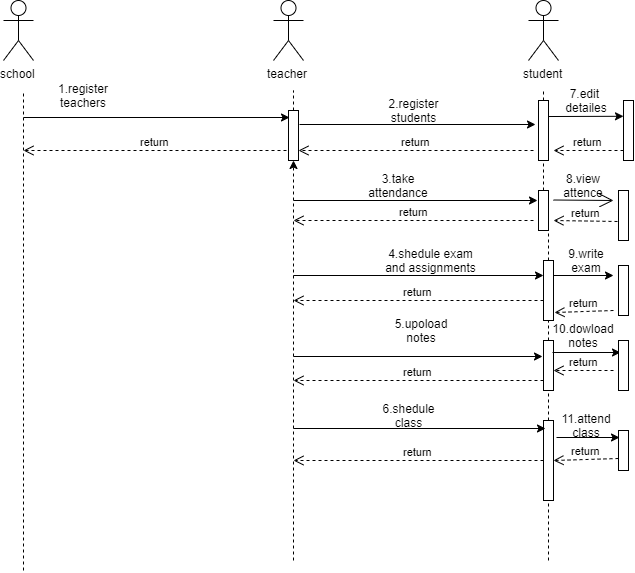 school
teacher
student
1.register
teachers
return
2.register
students
return
7.edit
detailes
return
3.take
attendance
return
8.view
attence
return
4.shedule exam
and assignments
return
9.write
exam
return
5.upoload
notes
return
10.dowload
notes
return
6.shedule
class
return
11.attend
class
return